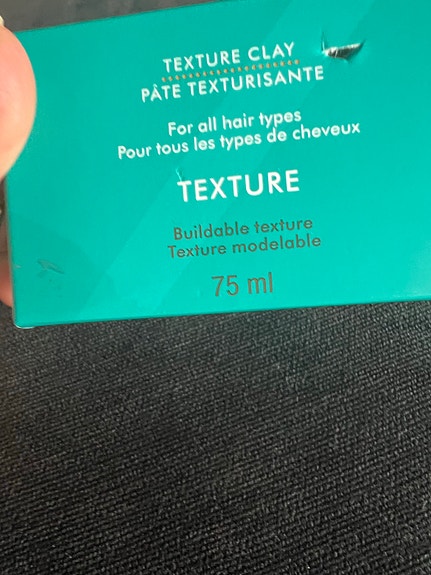 TEXTURE CLAY
PÂTE TEXTURISANTE
For all hair types
Pour tous les types de cheveux
TEXTURE
Buildable texture
Texture modelable
75 ml